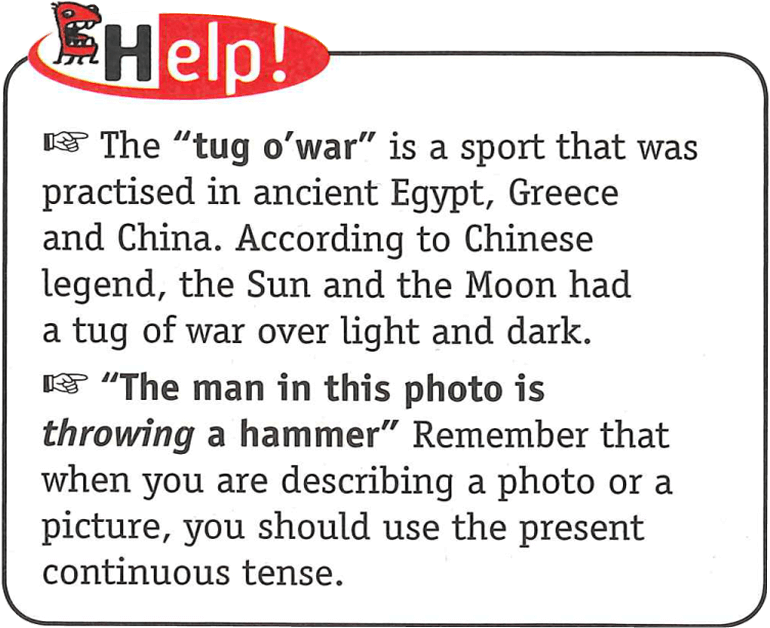 Help!
☞ The “tug o’war” is a sport that was
practised in ancient Egypt, Greece
and China. According to Chinese
legend, the Sun and the Moon had
a tug of war over light and dark.
☞ “The man in this photo is
throwing a hammer” Remember that
when you are describing a photo or a
picture, you should use the present
continuous tense.